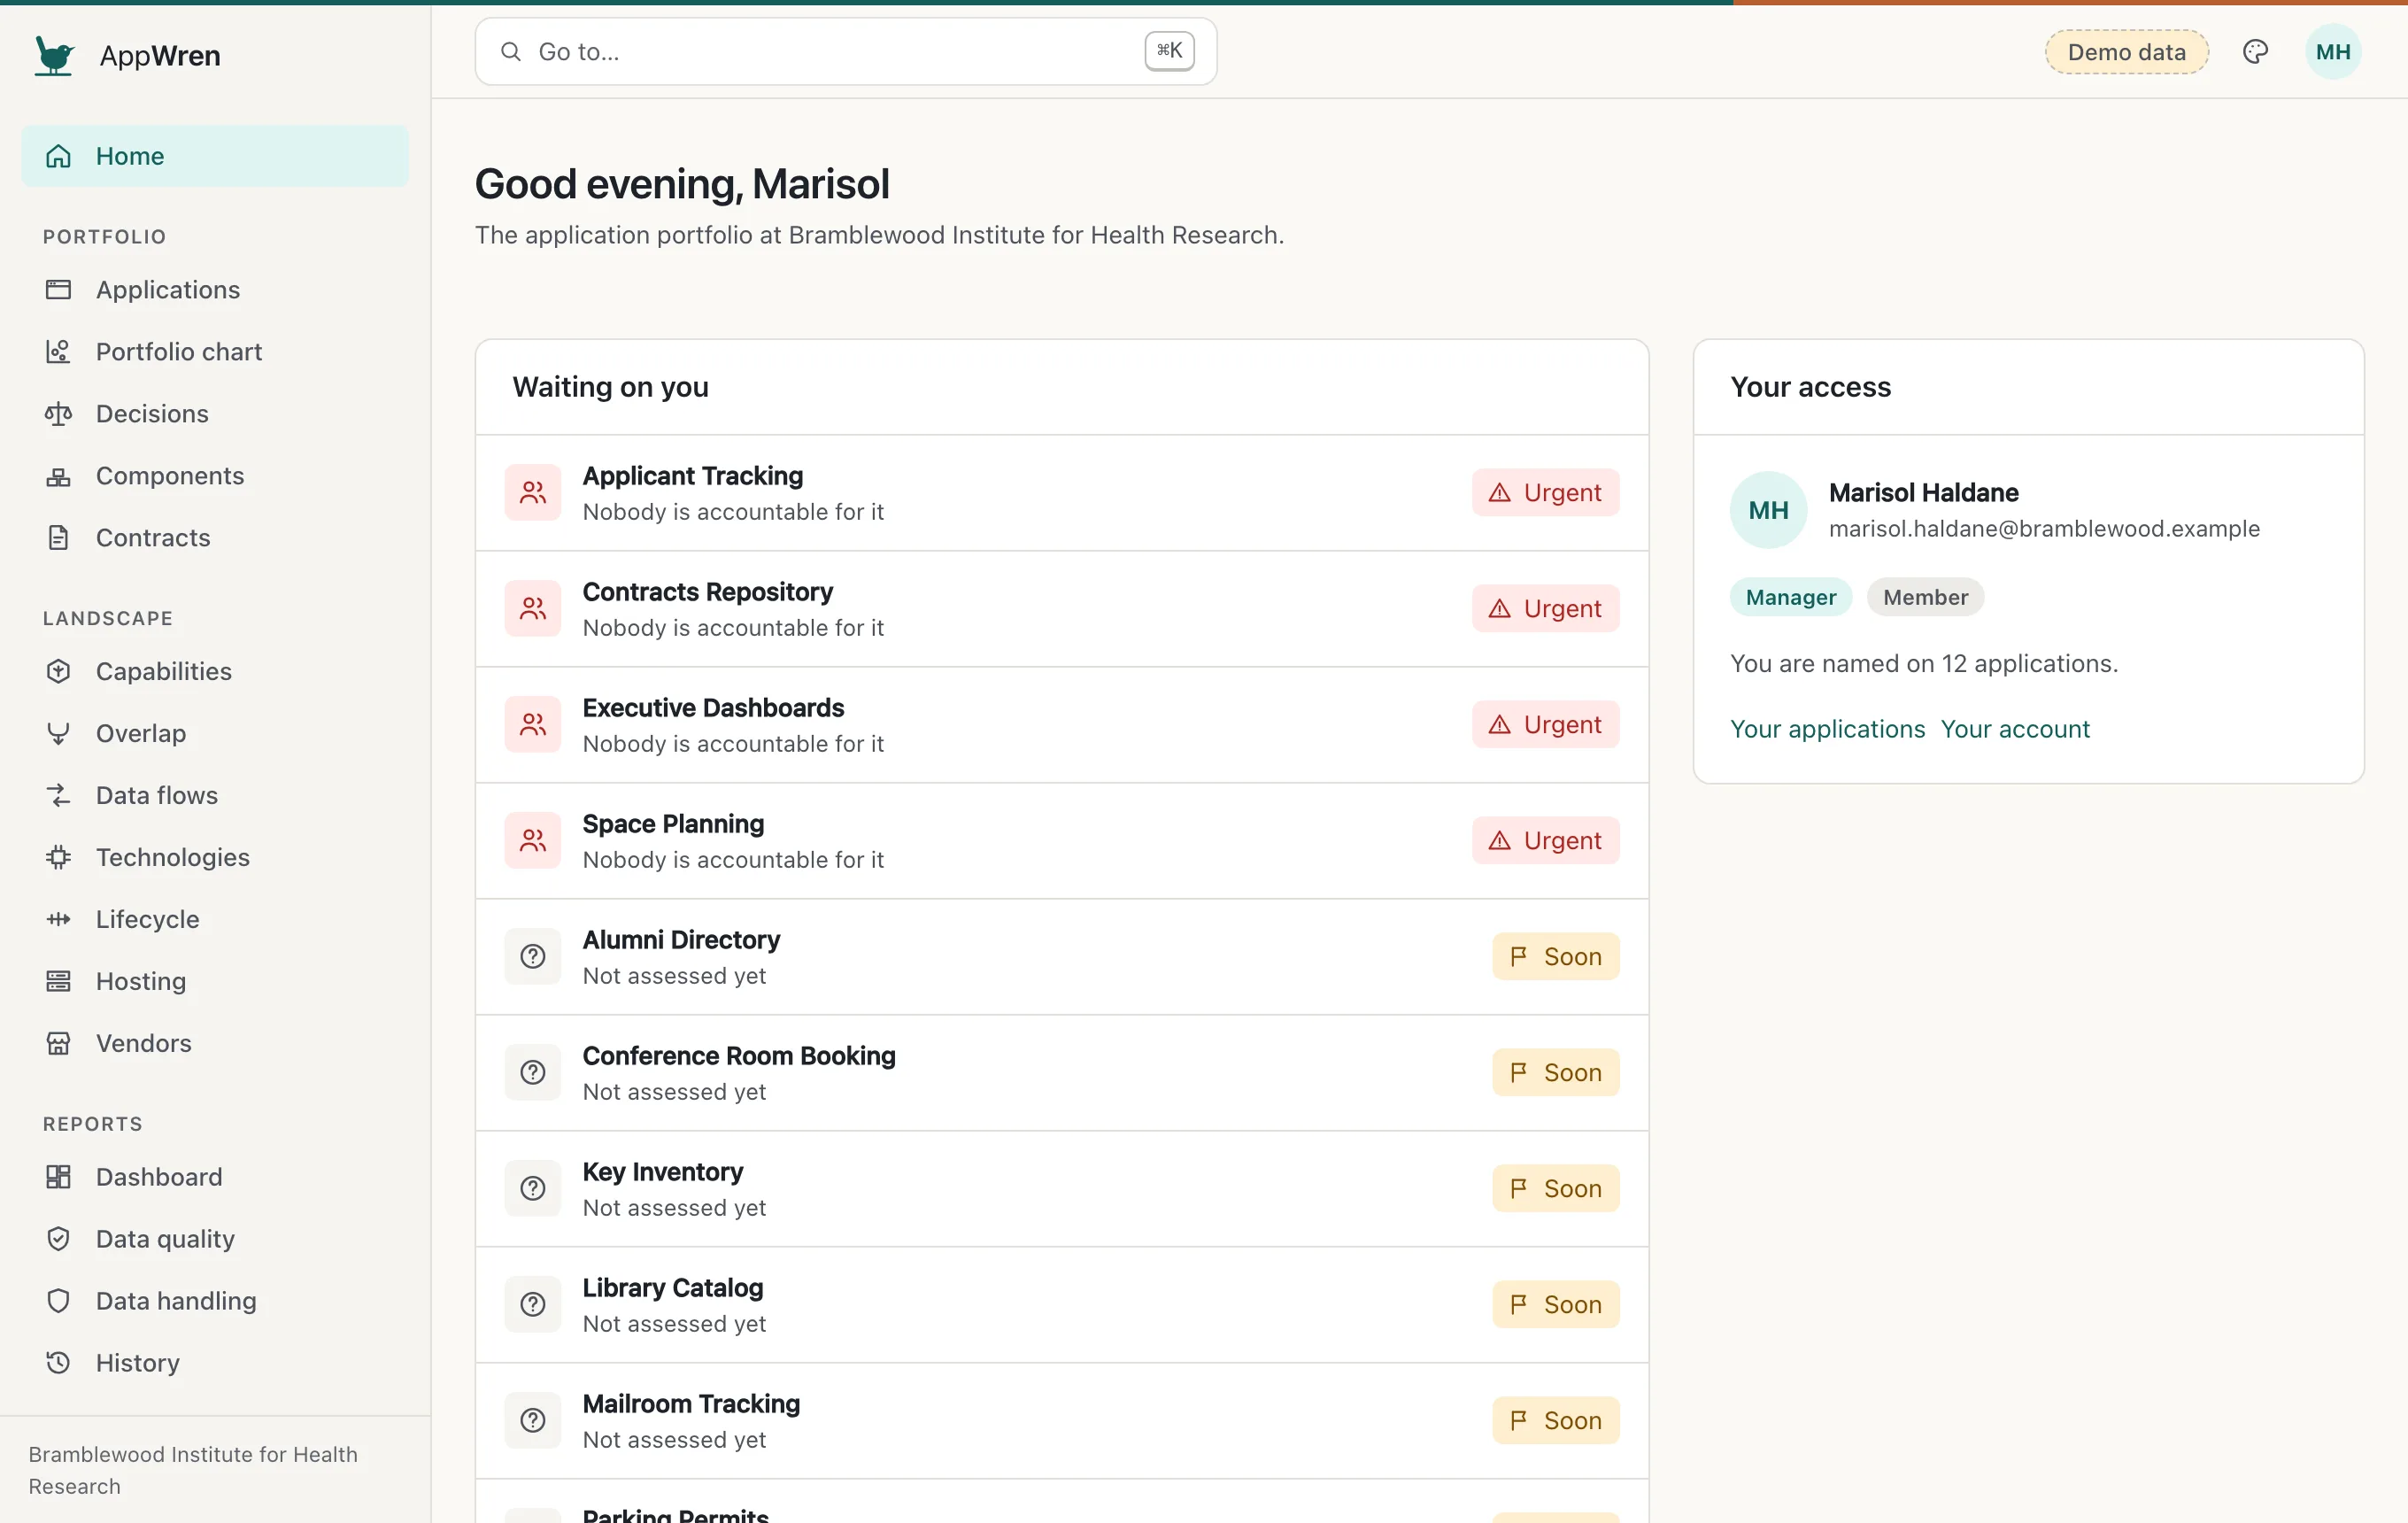 AppWren
Go to...
⌘K
Demo data
MH
Home
PORTFOLIO
Applications
Portfolio chart
Decisions
Components
Contracts
LANDSCAPE
Capabilities
Overlap
Data flows
Technologies
Lifecycle
Hosting
Vendors
REPORTS
Dashboard
Data quality
Data handling
History
Bramblewood Institute for Health
Research
Good evening, Marisol
The application portfolio at Bramblewood Institute for Health Research.
Waiting on you
Applicant Tracking
Nobody is accountable for it
Urgent
Contracts Repository
Nobody is accountable for it
Urgent
Executive Dashboards
Nobody is accountable for it
Urgent
Space Planning
Nobody is accountable for it
Urgent
Alumni Directory
Not assessed yet
Soon
Conference Room Booking
Not assessed yet
Soon
Key Inventory
Not assessed yet
Soon
Library Catalog
Not assessed yet
Soon
Mailroom Tracking
Not assessed yet
Soon
Parking Permits
Your access
MH
Marisol Haldane
marisol.haldane@bramblewood.example
Manager
Member
You are named on 12 applications.
Your applications
Your account